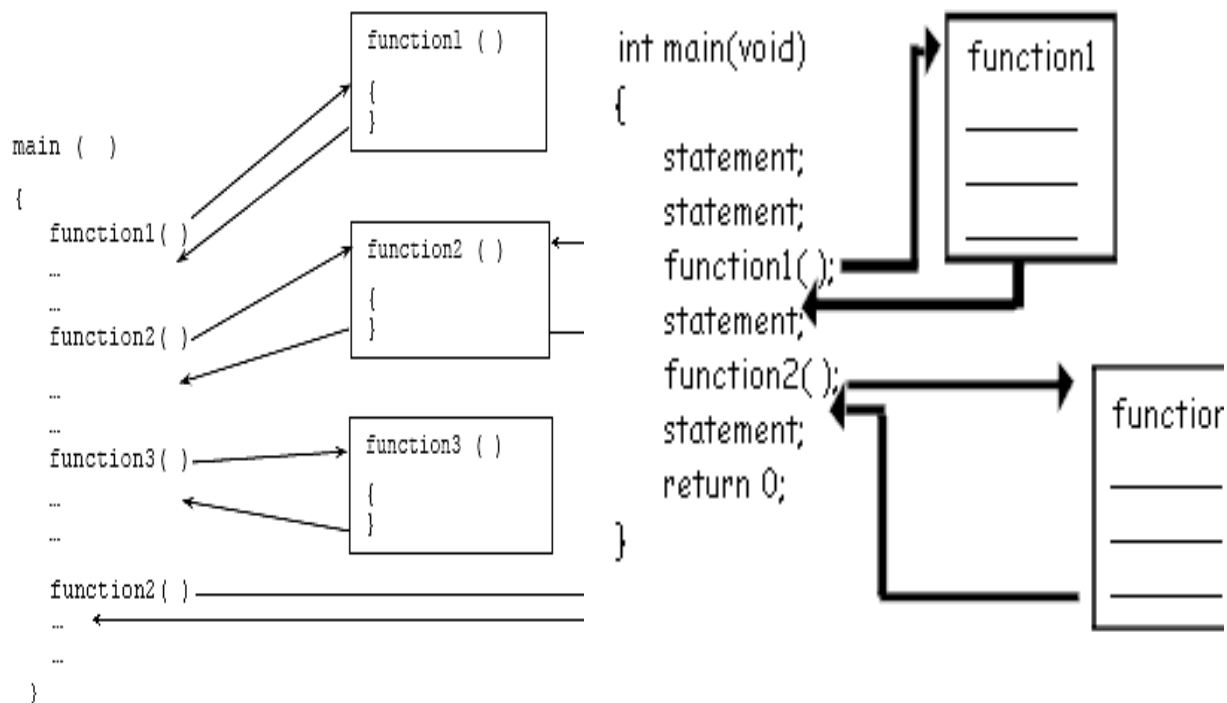 function1 ( )
{
}
main ( )
{
function1( )
…
…
function2( )
…
…
function3( )
…
…
function2( )
…
…
}
function2 ( )
{
}
function3 ( )
{
}
int main(void)
{
statement;
statement;
function1( );
statement;
function2( );
statement;
return 0;
}
function1
function